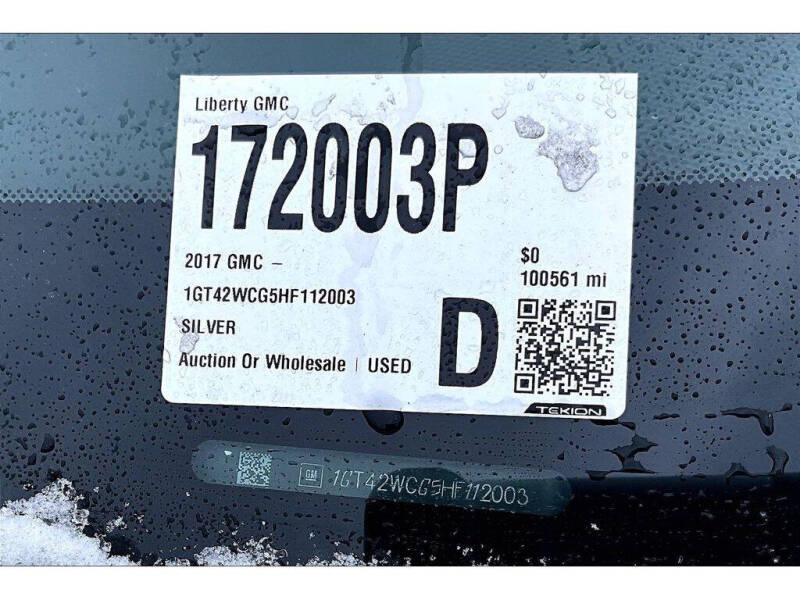 Liberty GMC
172003P
2017 GMC –
$0
1GT42WCG5HF112003
100561 mi
SILVER
Auction Or Wholesale | USED
D
TEKION
GM 1GT42WCG5HF112003